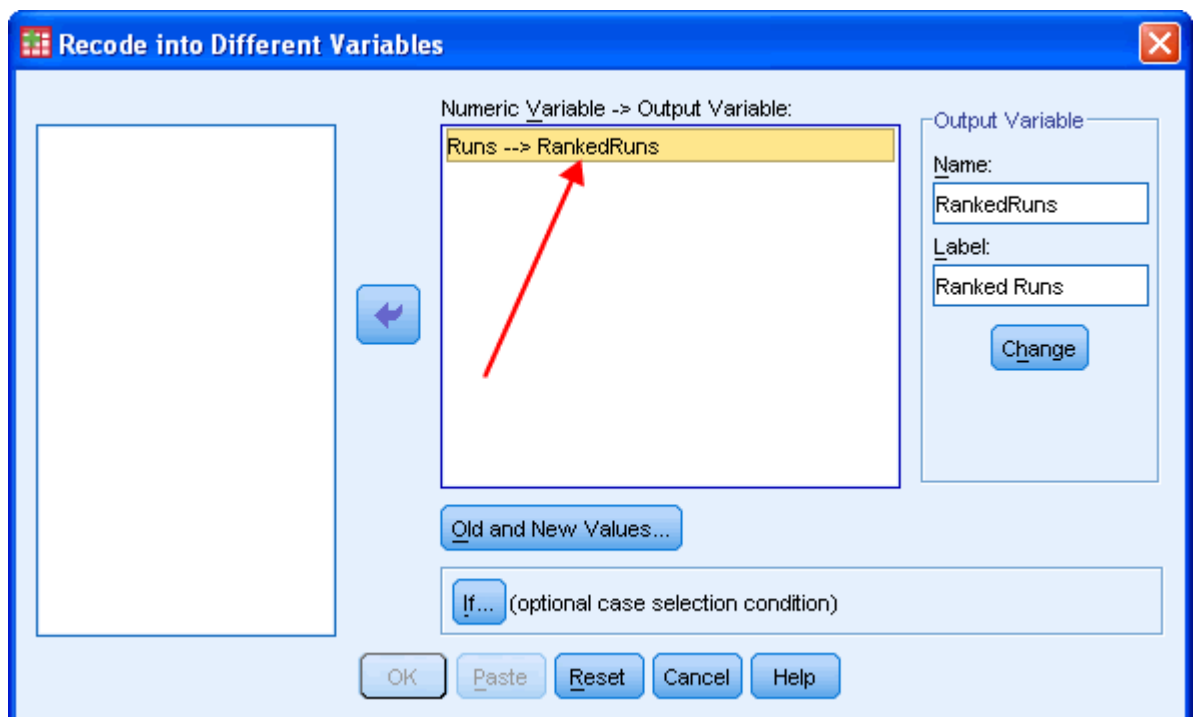 Recode into Different Variables
Numeric Variable -> Output Variable:
Runs --> RankedRuns
Output Variable
Name:
RankedRuns
Label:
Ranked Runs
Change
Old and New Values...
If... (optional case selection condition)
OK Paste Reset Cancel Help